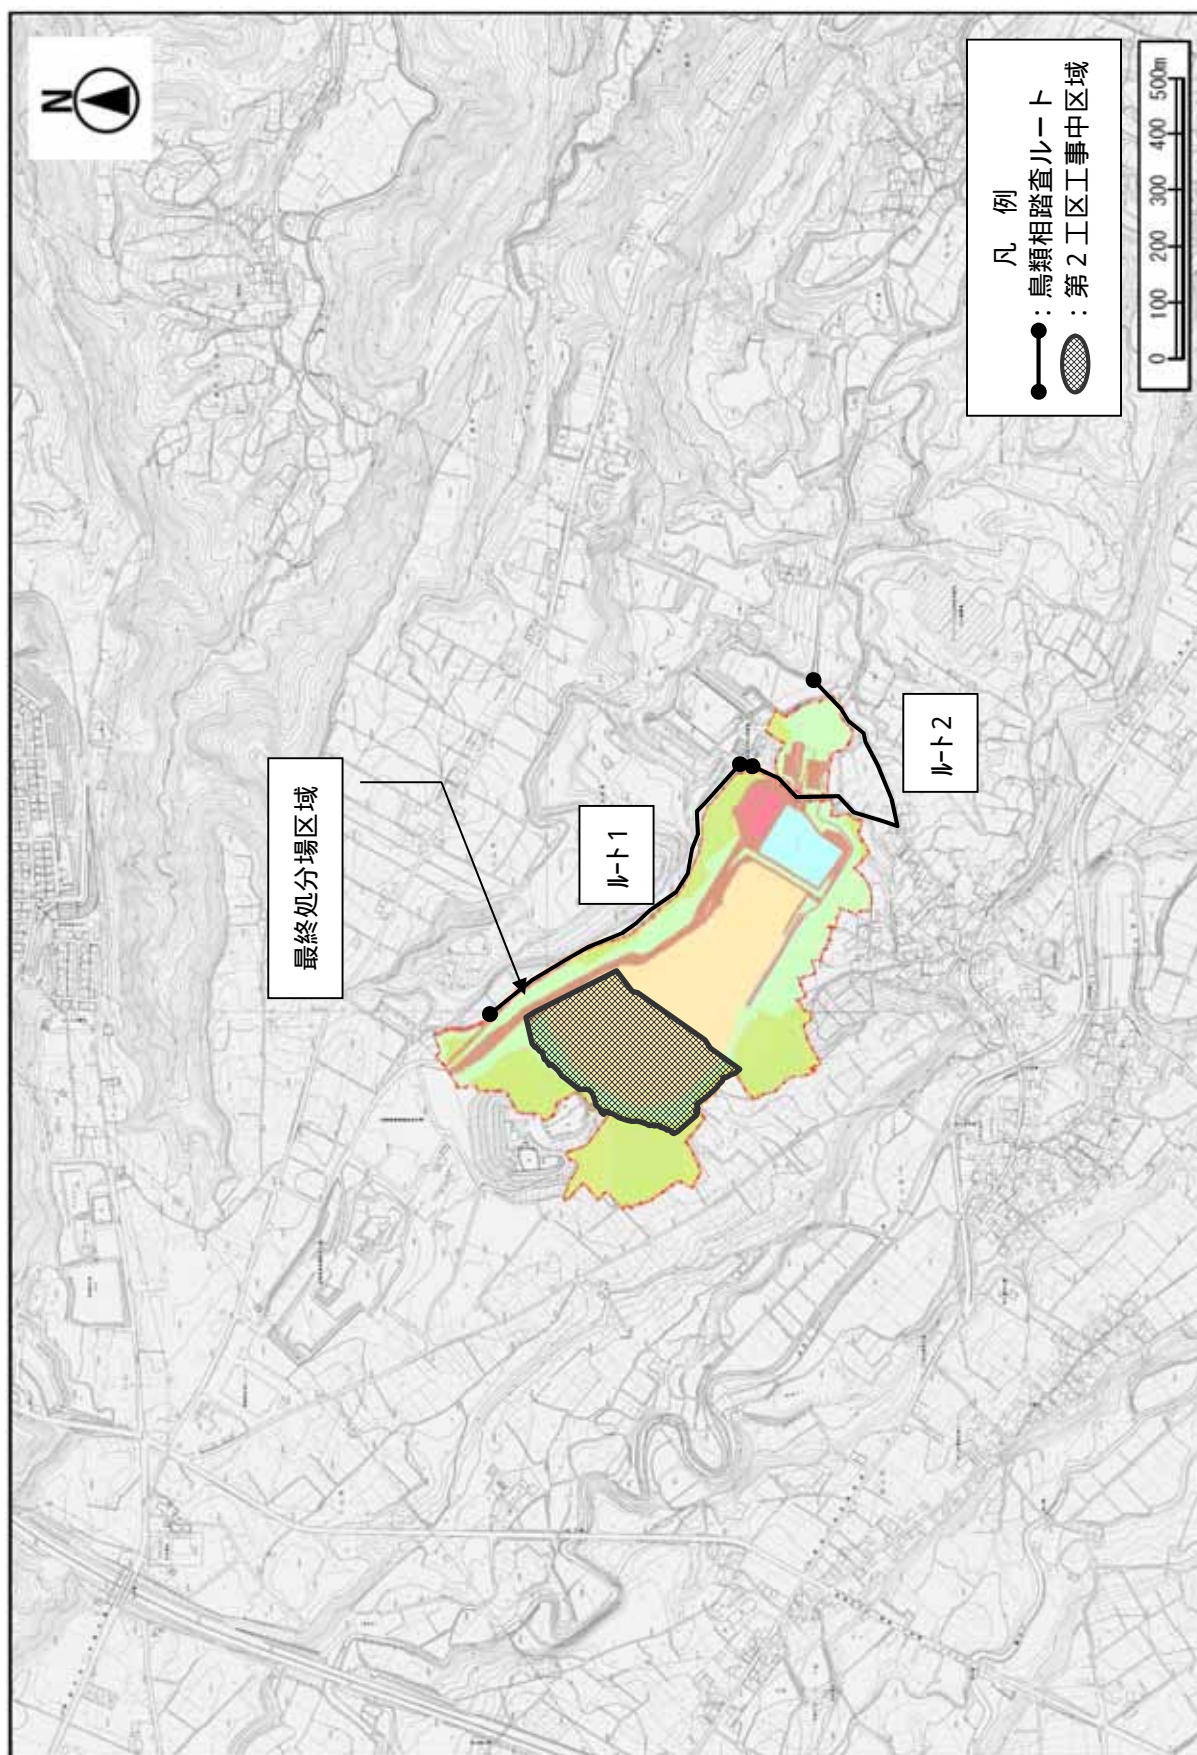 N
最終処分場区域
ルート1
ルート2
凡 例
：鳥類相踏査ルート
：第２工区工事中区域
0 100 200 300 400 500m